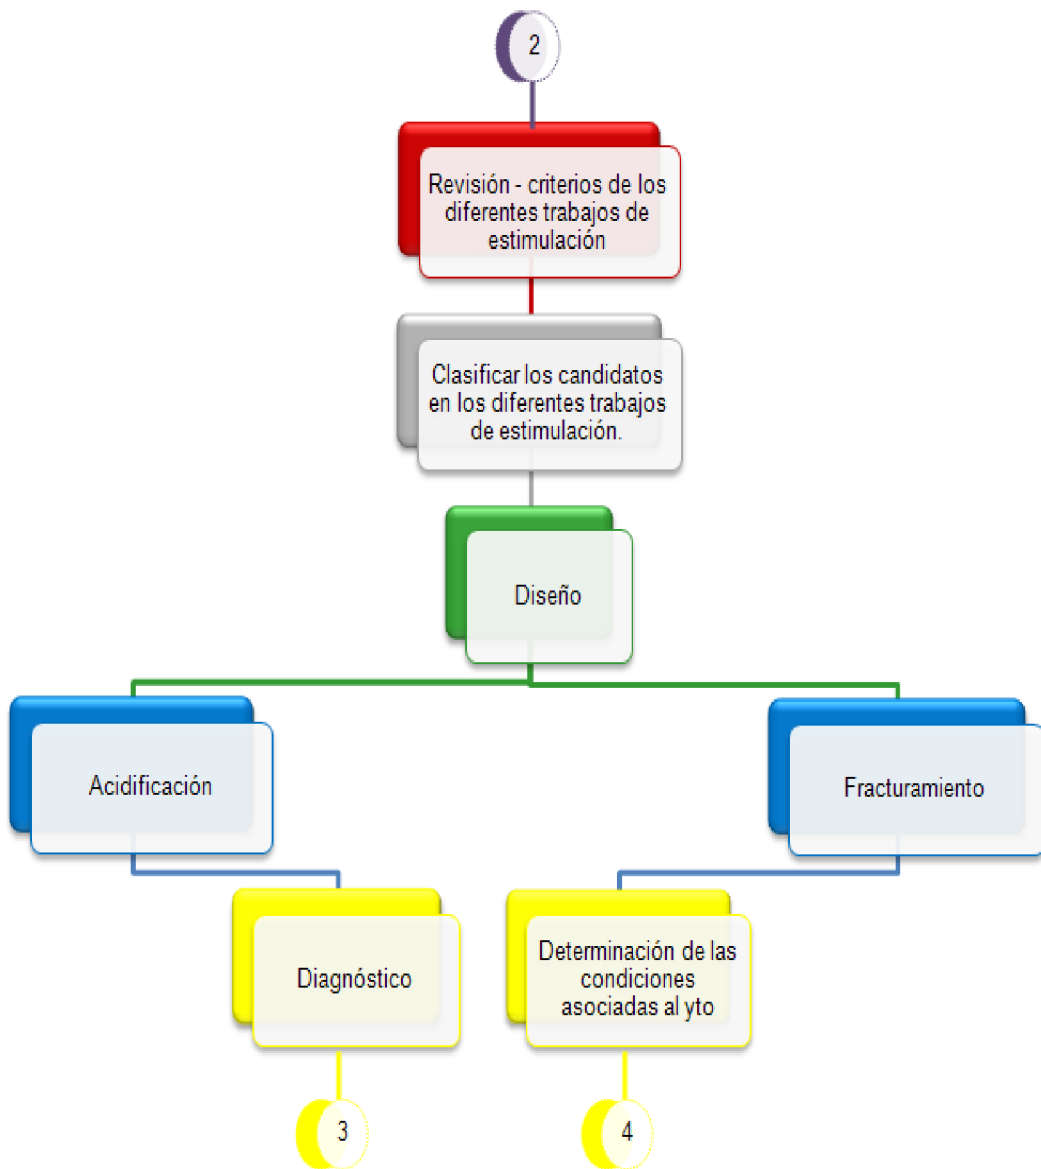 2
Revisión - criterios de los
diferentes trabajos de
estimulación
Clasificar los candidatos
en los diferentes trabajos
de estimulación.
Diseño
Acidificación
Fracturamiento
Diagnóstico
Determinación de las
condiciones
asociadas al yto
3
4